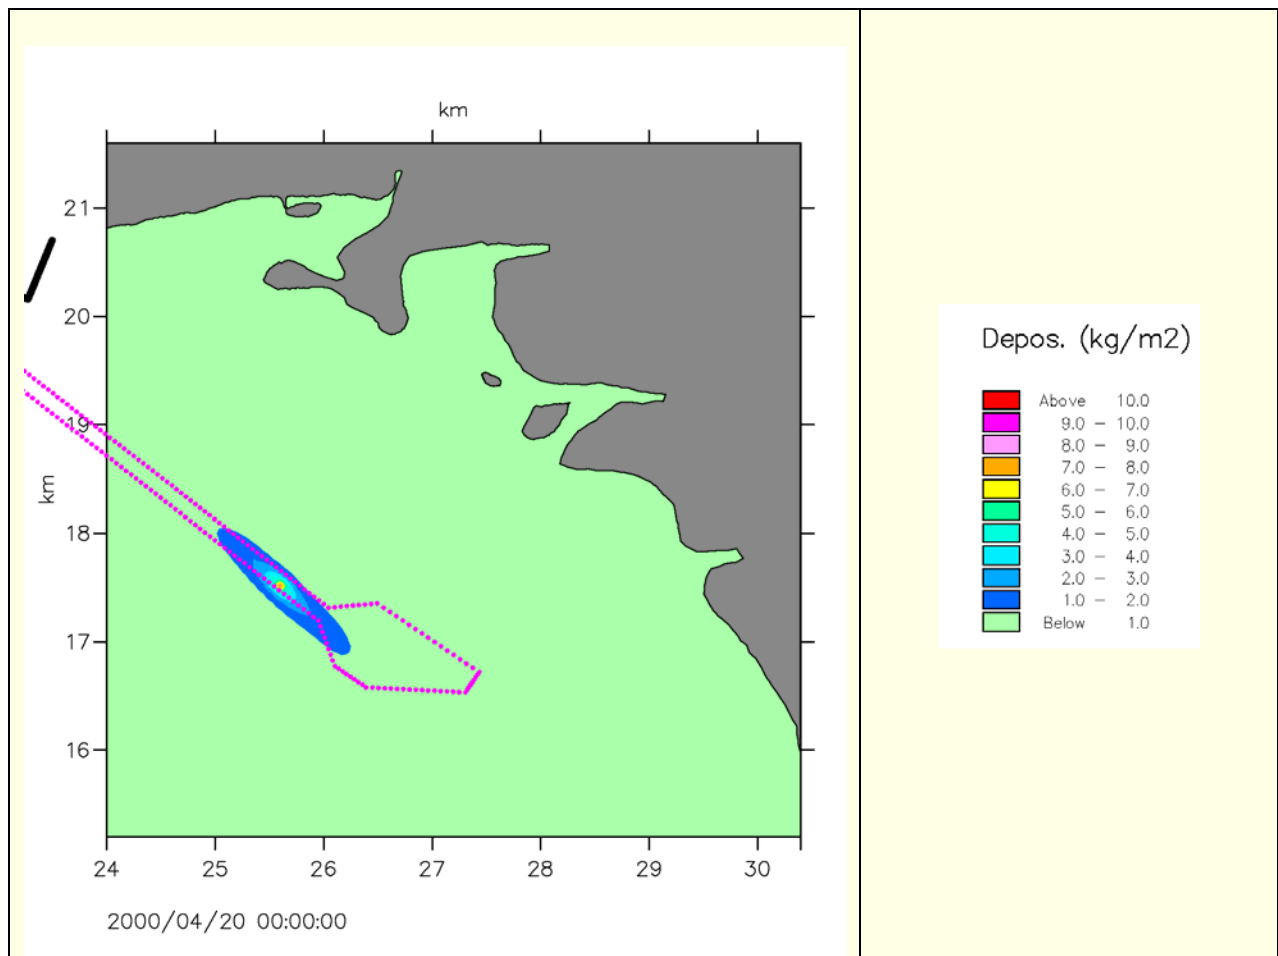 km
21
20
19
18
17
16
km
24 25 26 27 28 29 30
2000/04/20 00:00:00
Depos. (kg/m2)
Above 10.0
9.0 – 10.0
8.0 – 9.0
7.0 – 8.0
6.0 – 7.0
5.0 – 6.0
4.0 – 5.0
3.0 – 4.0
2.0 – 3.0
1.0 – 2.0
Below 1.0